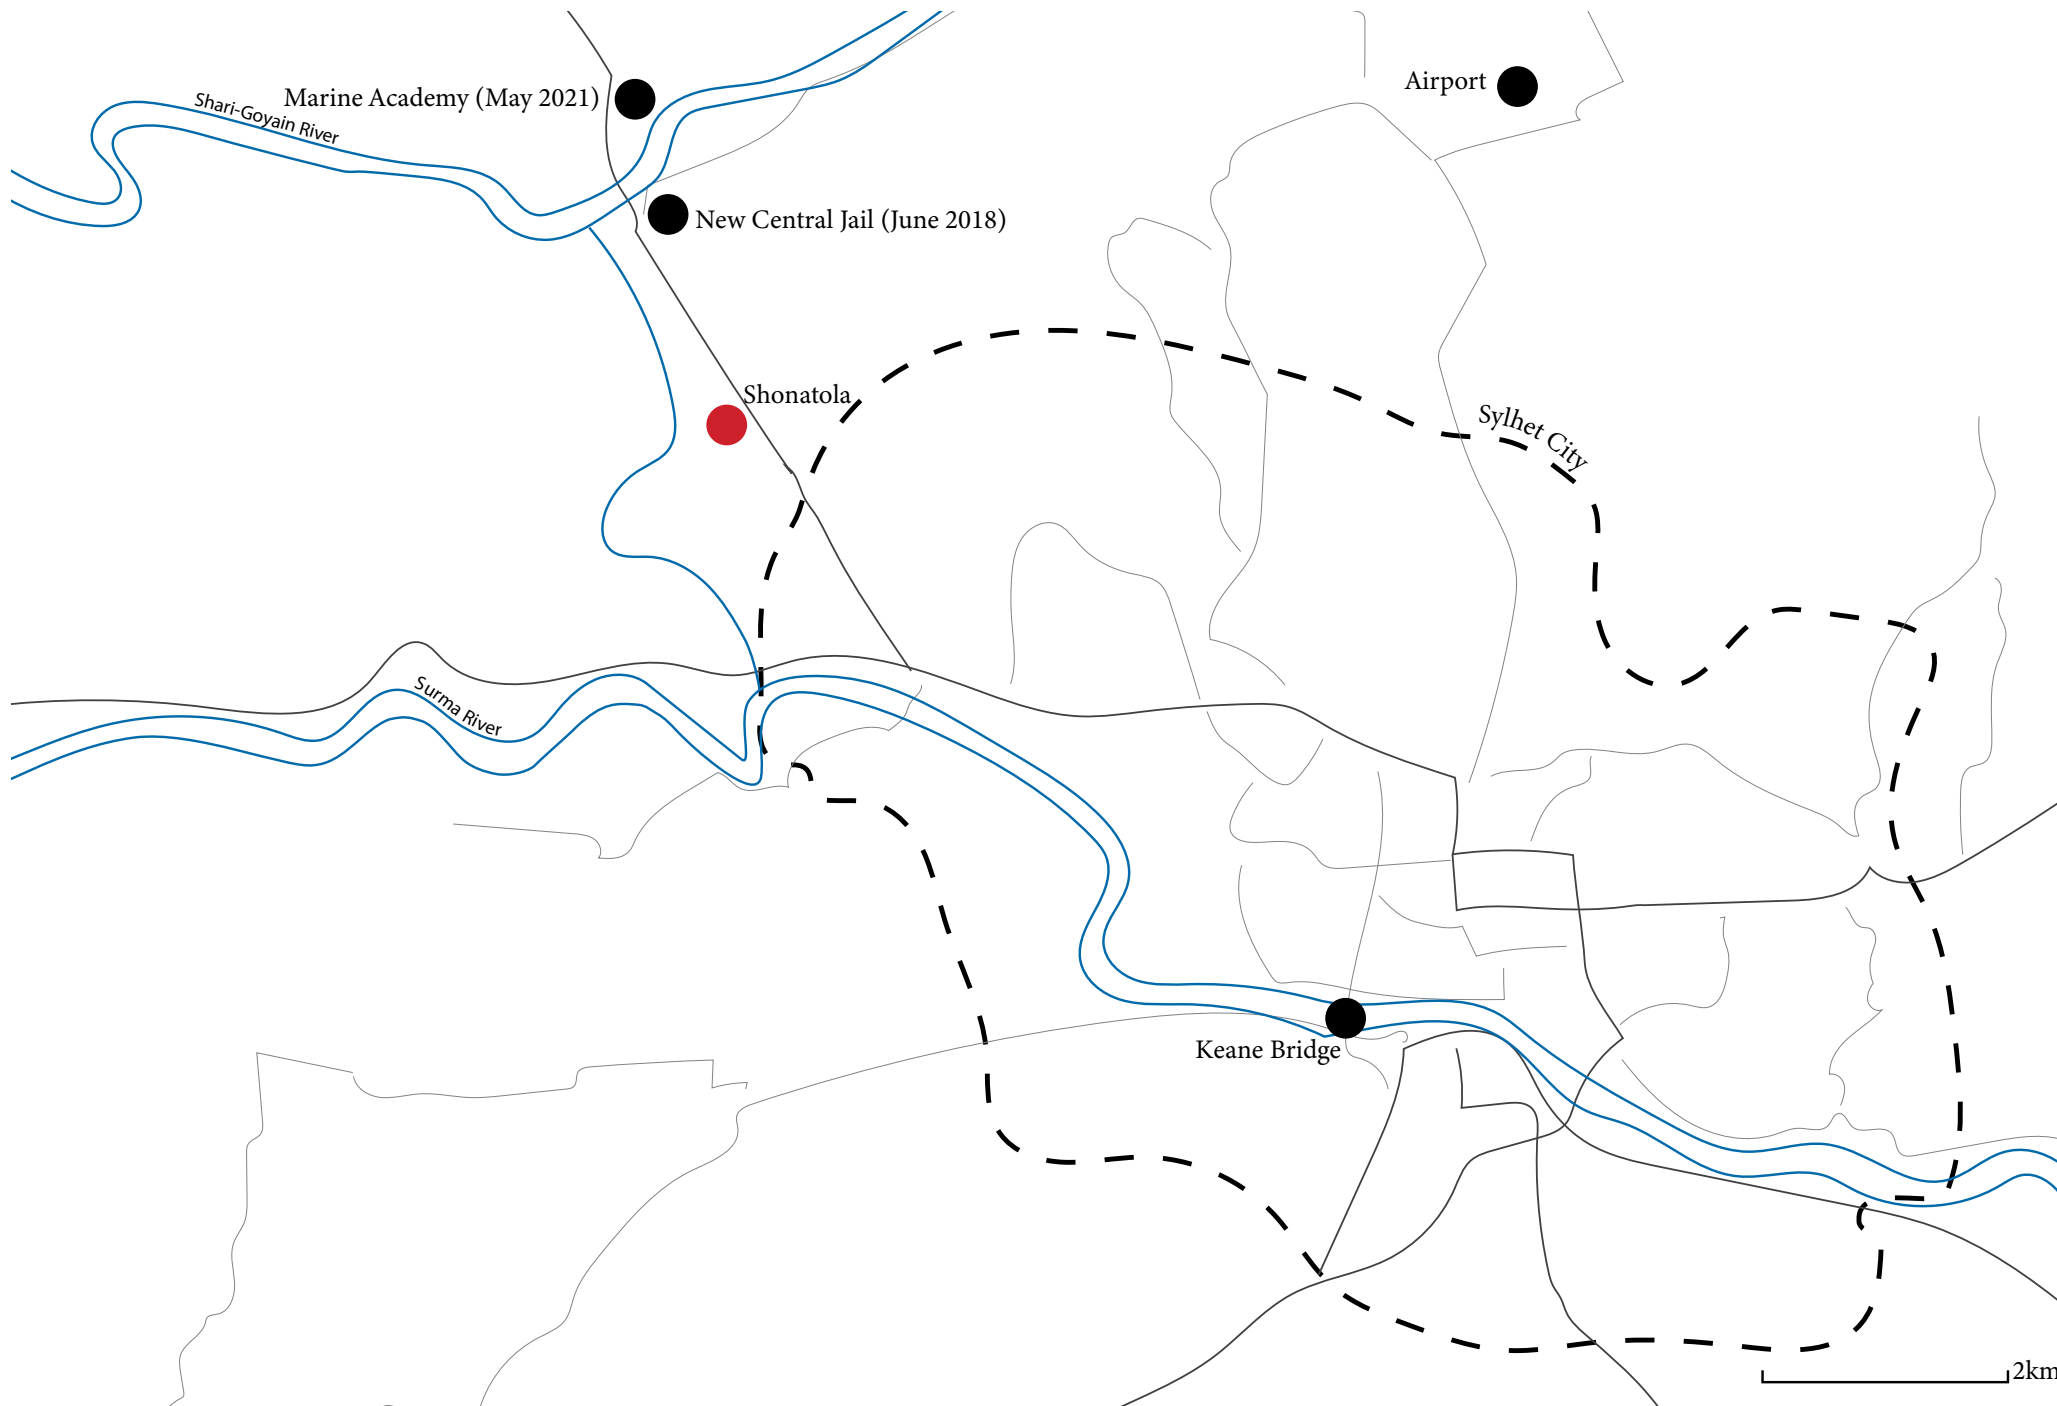 Airport
Marine Academy (May 2021)
Shari-Goyain River
New Central Jail (June 2018)
Shonatola
Sylhet City
Surma River
Keane Bridge
2km